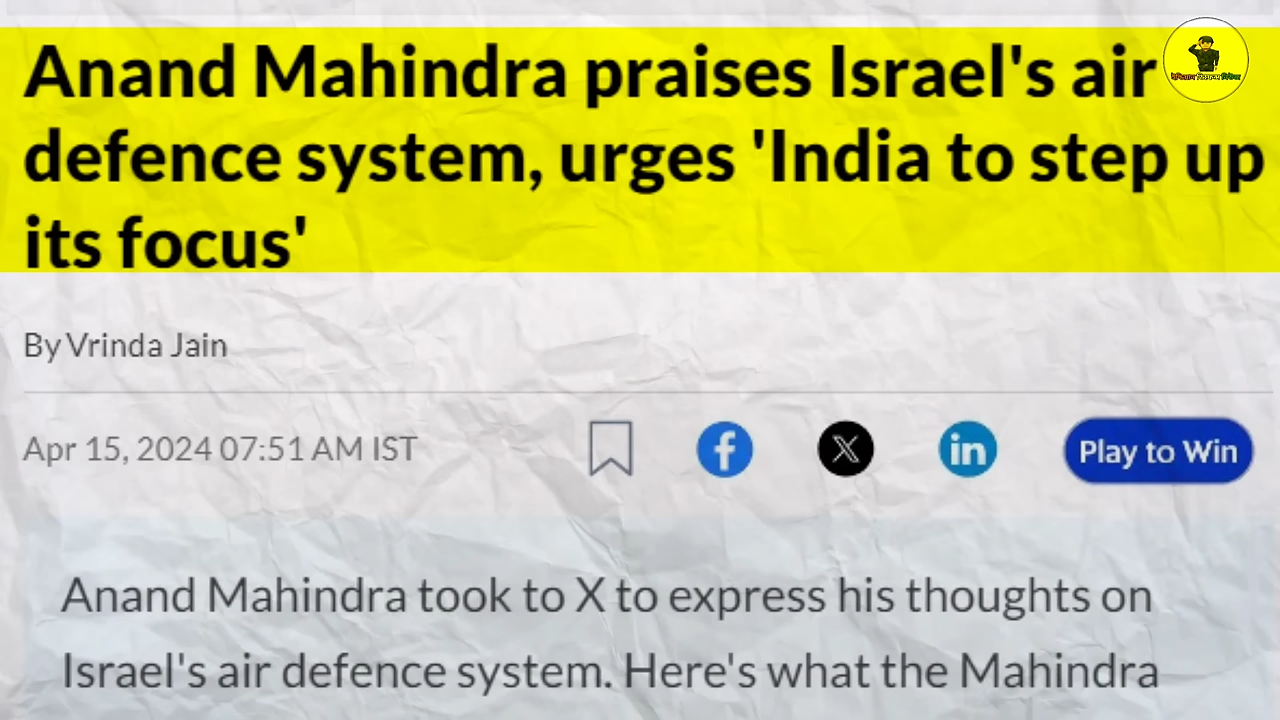 Anand Mahindra praises Israel's air
defence system, urges 'India to step up
its focus'
By Vrinda Jain
Apr 15, 2024 07:51 AM IST
Play to Win
Anand Mahindra took to X to express his thoughts on
Israel's air defence system. Here's what the Mahindra